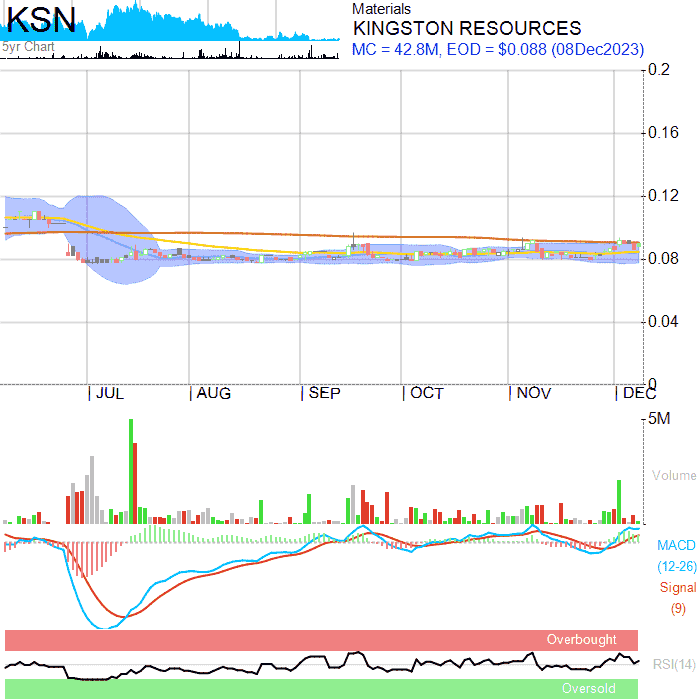 KSN
5yr Chart
Materials
KINGSTON RESOURCES
MC = 42.8M, EOD = $0.088 (08Dec2023)
0.2
0.16
0.12
0.08
0.04
0
JUL AUG SEP OCT NOV DEC
5M
Volume
MACD
(12-26)
Signal
(9)
Overbought
RSI(14)
Oversold